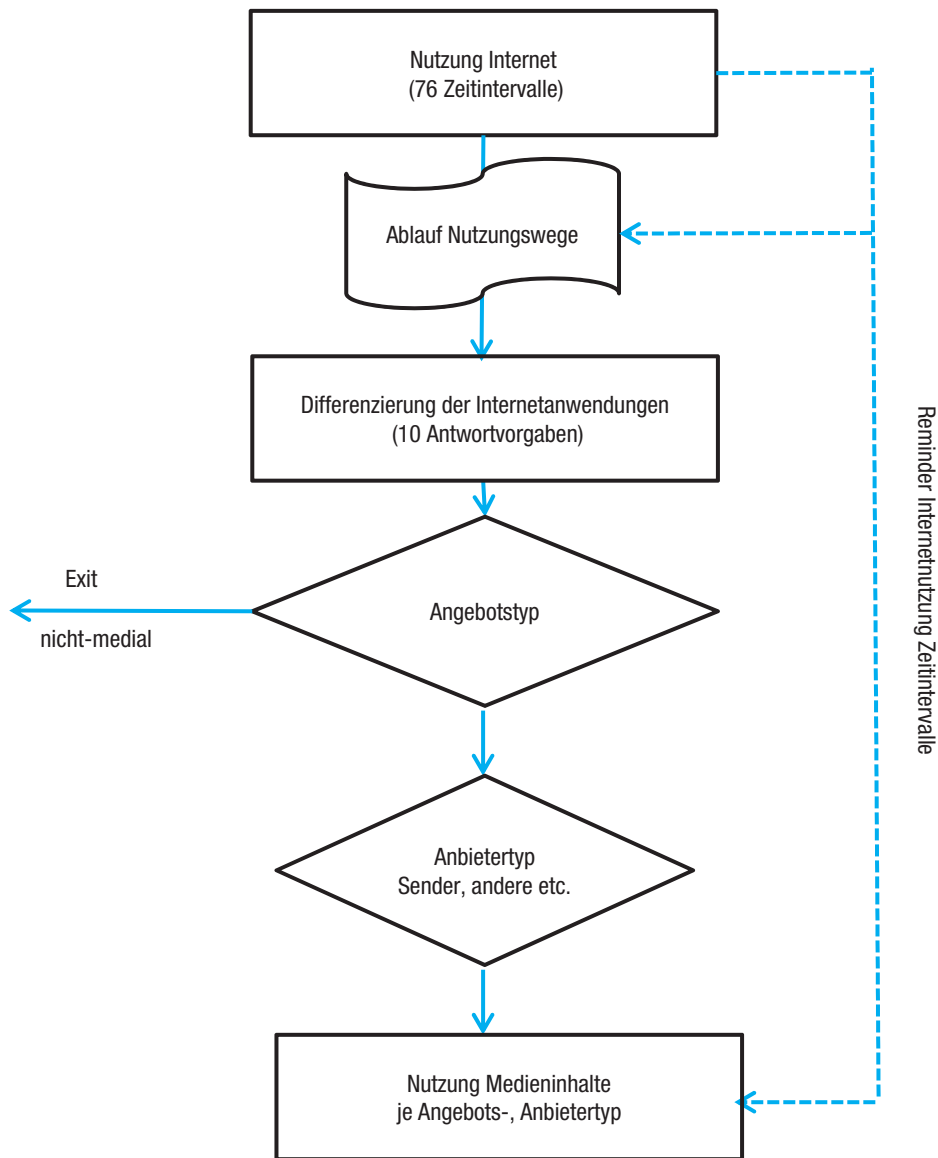 Nutzung Internet
(76 Zeitintervalle)
Ablauf Nutzungswege
Differenzierung der Internetanwendungen
(10 Antwortvorgaben)
Exit
nicht-medial
Angebotstyp
Reminder Internetnutzung Zeitintervalle
Anbietertyp
Sender, andere etc.
Nutzung Medieninhalte
je Angebots-, Anbietertyp